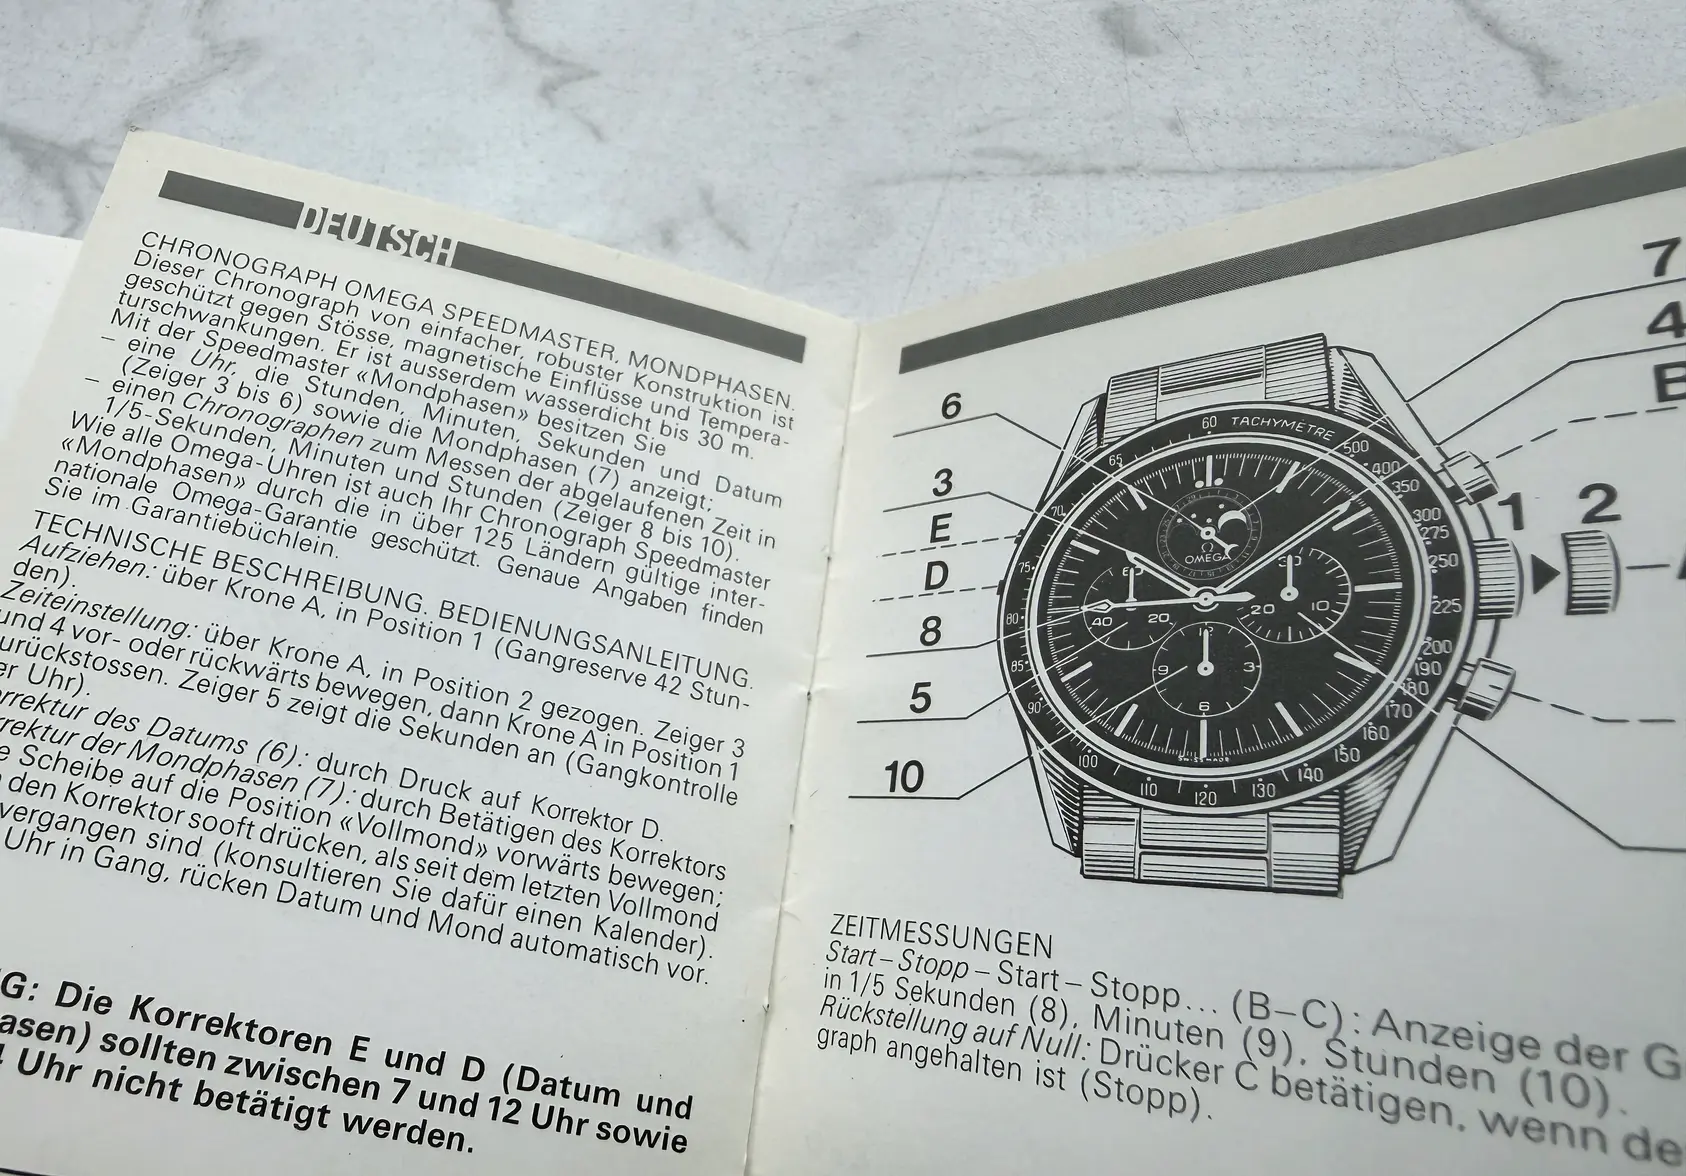 DEUTSCH
CHRONOGRAPH OMEGA SPEEDMASTER, MONDPHASEN.
Dieser Chronograph von einfacher, robuster Konstruktion ist
geschützt gegen Stösse, magnetische Einflüsse und Tempera-
turschwankungen. Er ist ausserdem wasserdicht bis 30 m.
Mit der Speedmaster «Mondphasen» besitzen Sie
– eine Uhr, die Stunden, Minuten, Sekunden und Datum
(Zeiger 3 bis 6) sowie die Mondphasen (7) anzeigt;
– einen Chronographen zum Messen der abgelaufenen Zeit in
1/5-Sekunden, Minuten und Stunden (Zeiger 8 bis 10).
Wie alle Omega-Uhren ist auch Ihr Chronograph Speedmaster
«Mondphasen» durch die in über 125 Ländern gültige inter-
nationale Omega-Garantie geschützt. Genaue Angaben finden
Sie im Garantiebüchlein.
TECHNISCHE BESCHREIBUNG. BEDIENUNGSANLEITUNG.
Aufziehen: über Krone A, in Position 1 (Gangreserve 42 Stun-
den).
Zeiteinstellung: über Krone A, in Position 2 gezogen. Zeiger 3
und 4 vor- oder rückwärts bewegen, dann Krone A in Position 1
zurückstossen. Zeiger 5 zeigt die Sekunden an (Gangkontrolle
er Uhr).
orrektur des Datums (6): durch Druck auf Korrektor D.
rrektur der Mondphasen (7): durch Betätigen des Korrektors
e Scheibe auf die Position «Vollmond» vorwärts bewegen;
den Korrektor sooft drücken, als seit dem letzten Vollmond
vergangen sind (konsultieren Sie dafür einen Kalender).
Uhr in Gang, rücken Datum und Mond automatisch vor.
G: Die Korrektoren E und D (Datum und
asen) sollten zwischen 7 und 12 Uhr sowie
Uhr nicht betätigt werden.
7
4
B
6
3
E
D
8
5
10
1
2
60 TACHYMETRE
500
400
350
300
275
250
225
200
190
180
170
160
150
140
130
120
110
100
90
85
80
75
70
65
Ω
OMEGA
60
40
20
30
20
10
12
9
3
6
SWISS MADE
ZEITMESSUNGEN
Start – Stopp – Start – Stopp... (B–C): Anzeige der G
in 1/5 Sekunden (8), Minuten (9), Stunden (10).
Rückstellung auf Null: Drücker C betätigen, wenn de
graph angehalten ist (Stopp).